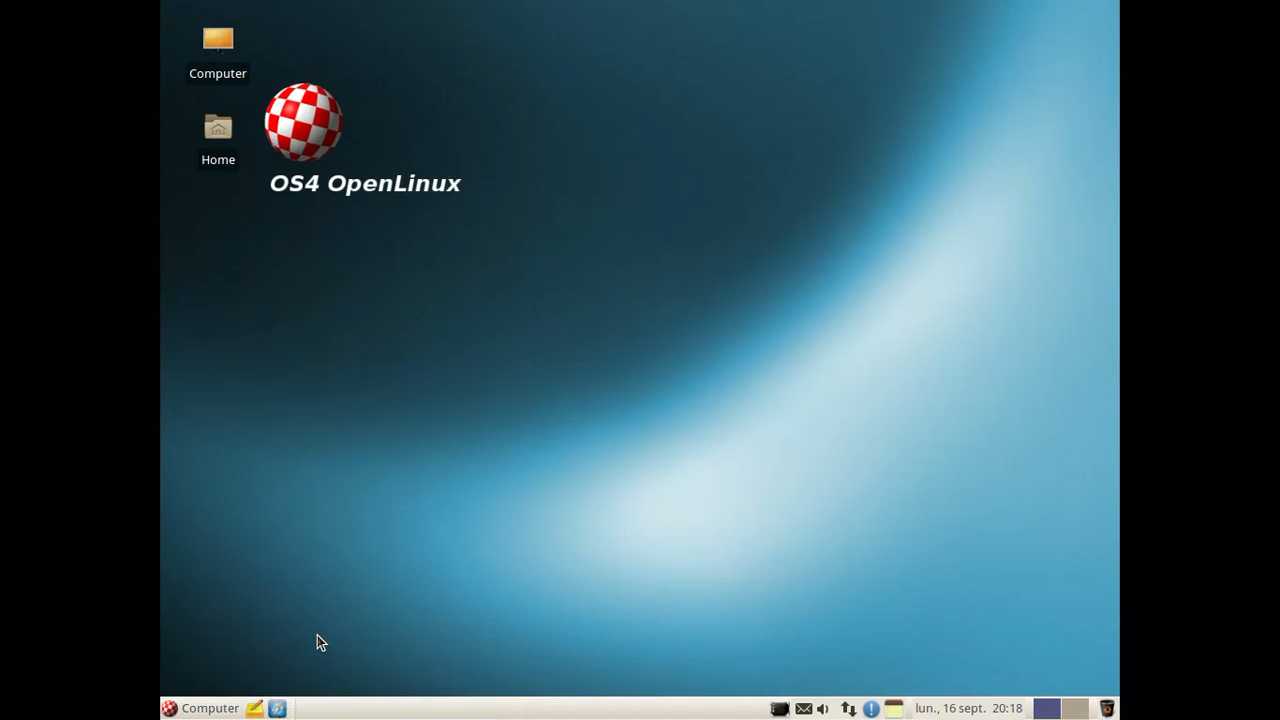 Computer
Home
OS4 OpenLinux
Computer
lun., 16 sept. 20:18